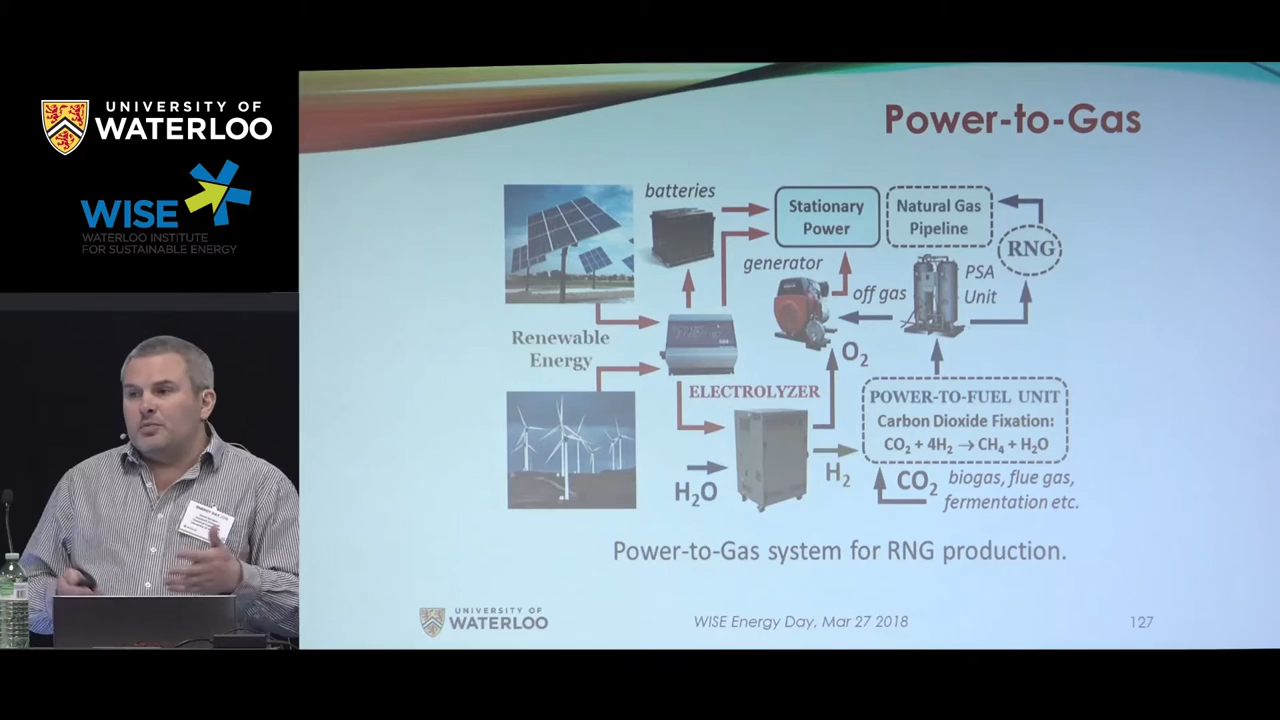 UNIVERSITY OF
WATERLOO
WISE
WATERLOO INSTITUTE
FOR SUSTAINABLE ENERGY
ENERGY DAY
Power-to-Gas
batteries
Stationary
Power
Natural Gas
Pipeline
RNG
generator
off gas
PSA
Unit
Renewable
Energy
O₂
ELECTROLYZER
POWER-TO-FUEL UNIT
Carbon Dioxide Fixation:
CO₂ + 4H₂ → CH₄ + H₂O
H₂O
H₂
CO₂
biogas, flue gas,
fermentation etc.
Power-to-Gas system for RNG production.
UNIVERSITY OF
WATERLOO
WISE Energy Day, Mar 27 2018
127